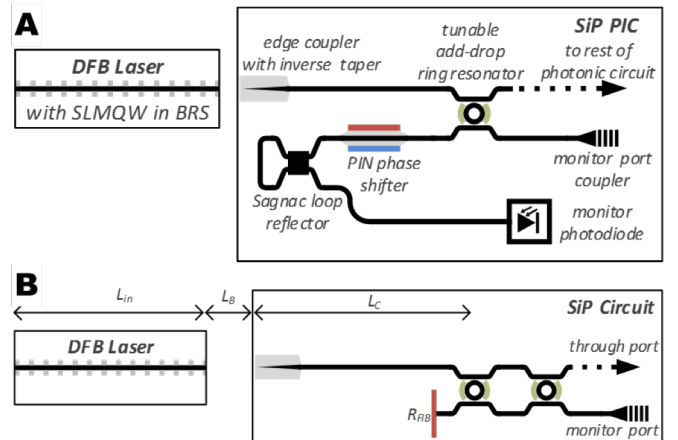 A
DFB Laser
with SLMQW in BRS
SiP PIC
edge coupler
with inverse taper
tunable
add-drop
ring resonator
to rest of
photonic circuit
PIN phase
shifter
monitor port
coupler
Sagnac loop
reflector
monitor
photodiode
B
Lin
LB
LC
SiP Circuit
DFB Laser
through port
RFIB
monitor port